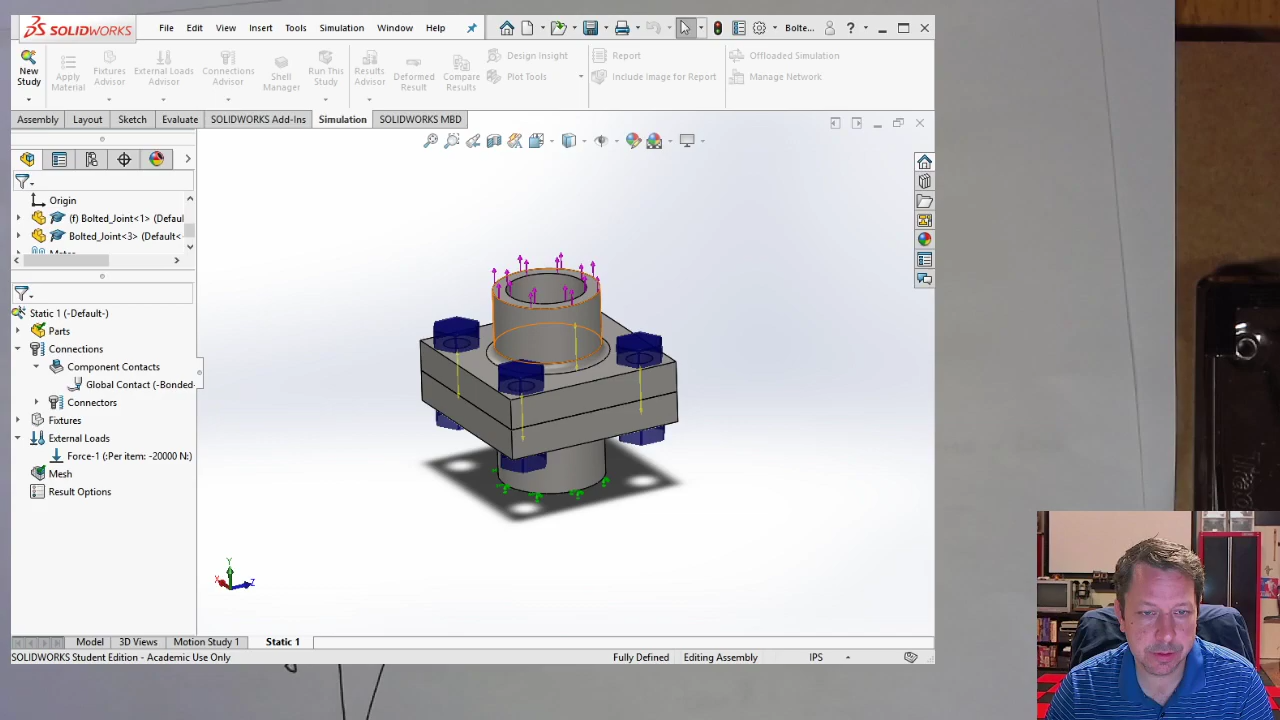 SOLIDWORKS File Edit View Insert Tools Simulation Window Help Bolte... ?
New Study Apply Material Fixtures Advisor External Loads Advisor Connections Advisor Shell Manager Run This Study Results Advisor Deformed Result Compare Results Design Insight Plot Tools Report Include Image for Report Offloaded Simulation Manage Network
Assembly Layout Sketch Evaluate SOLIDWORKS Add-Ins Simulation SOLIDWORKS MBD
Origin
(f) Bolted_Joint<1> (Defaul
Bolted_Joint<3> (Default<
Static 1 (-Default-)
Parts
Connections
Component Contacts
Global Contact (-Bonded-
Connectors
Fixtures
External Loads
Force-1 (:Per item: -20000 N:)
Mesh
Result Options
Y
X Z
Model 3D Views Motion Study 1 Static 1
SOLIDWORKS Student Edition - Academic Use Only Fully Defined Editing Assembly IPS